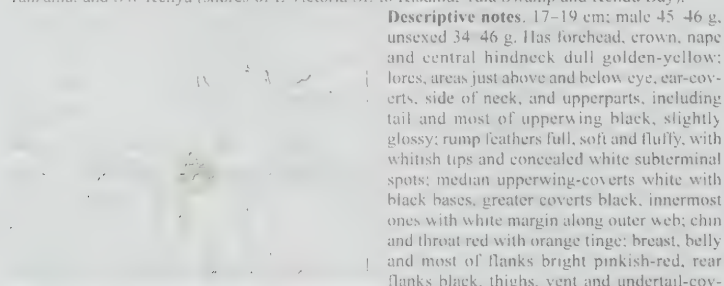 Descriptive notes. 17–19 cm; male 45–46 g,
unsexed 34–46 g. Has forehead, crown, nape
and central hindneck dull golden-yellow;
lores, areas just above and below eye, ear-cov-
erts, side of neck, and upperparts, including
tail and most of upperwing black, slightly
glossy; rump feathers full, soft and fluffy, with
whitish tips and concealed white subterminal
spots; median upperwing-coverts white with
black bases, greater coverts black, innermost
ones with white margin along outer web; chin
and throat red with orange tinge; breast, belly
and most of flanks bright pinkish-red, rear
flanks black, thighs, vent and undertail-cov-